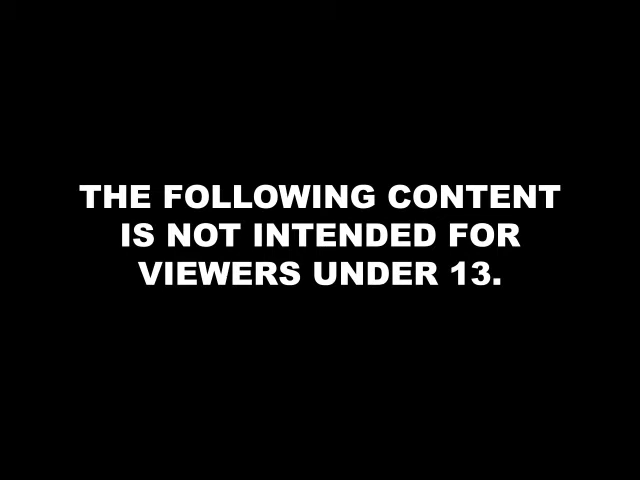 THE FOLLOWING CONTENT
IS NOT INTENDED FOR
VIEWERS UNDER 13.